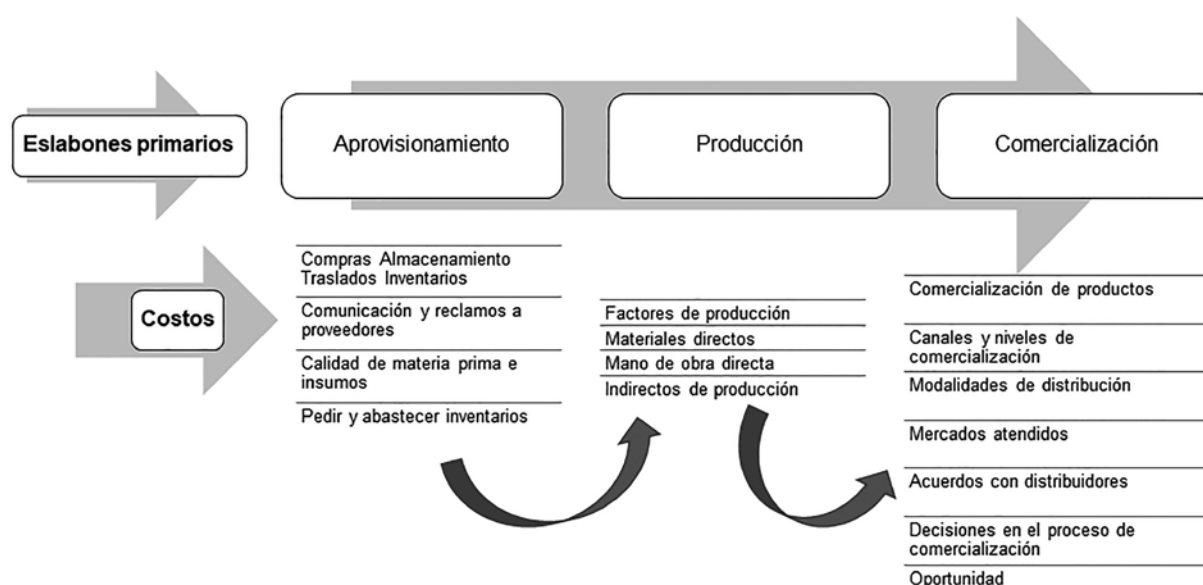 Eslabones primarios
Aprovisionamiento
Producción
Comercialización
Costos
Compras Almacenamiento
Traslados Inventarios
Comunicación y reclamos a
proveedores
Calidad de materia prima e
insumos
Pedir y abastecer inventarios
Factores de producción
Materiales directos
Mano de obra directa
Indirectos de producción
Comercialización de productos
Canales y niveles de
comercialización
Modalidades de distribución
Mercados atendidos
Acuerdos con distribuidores
Decisiones en el proceso de
comercialización
Oportunidad